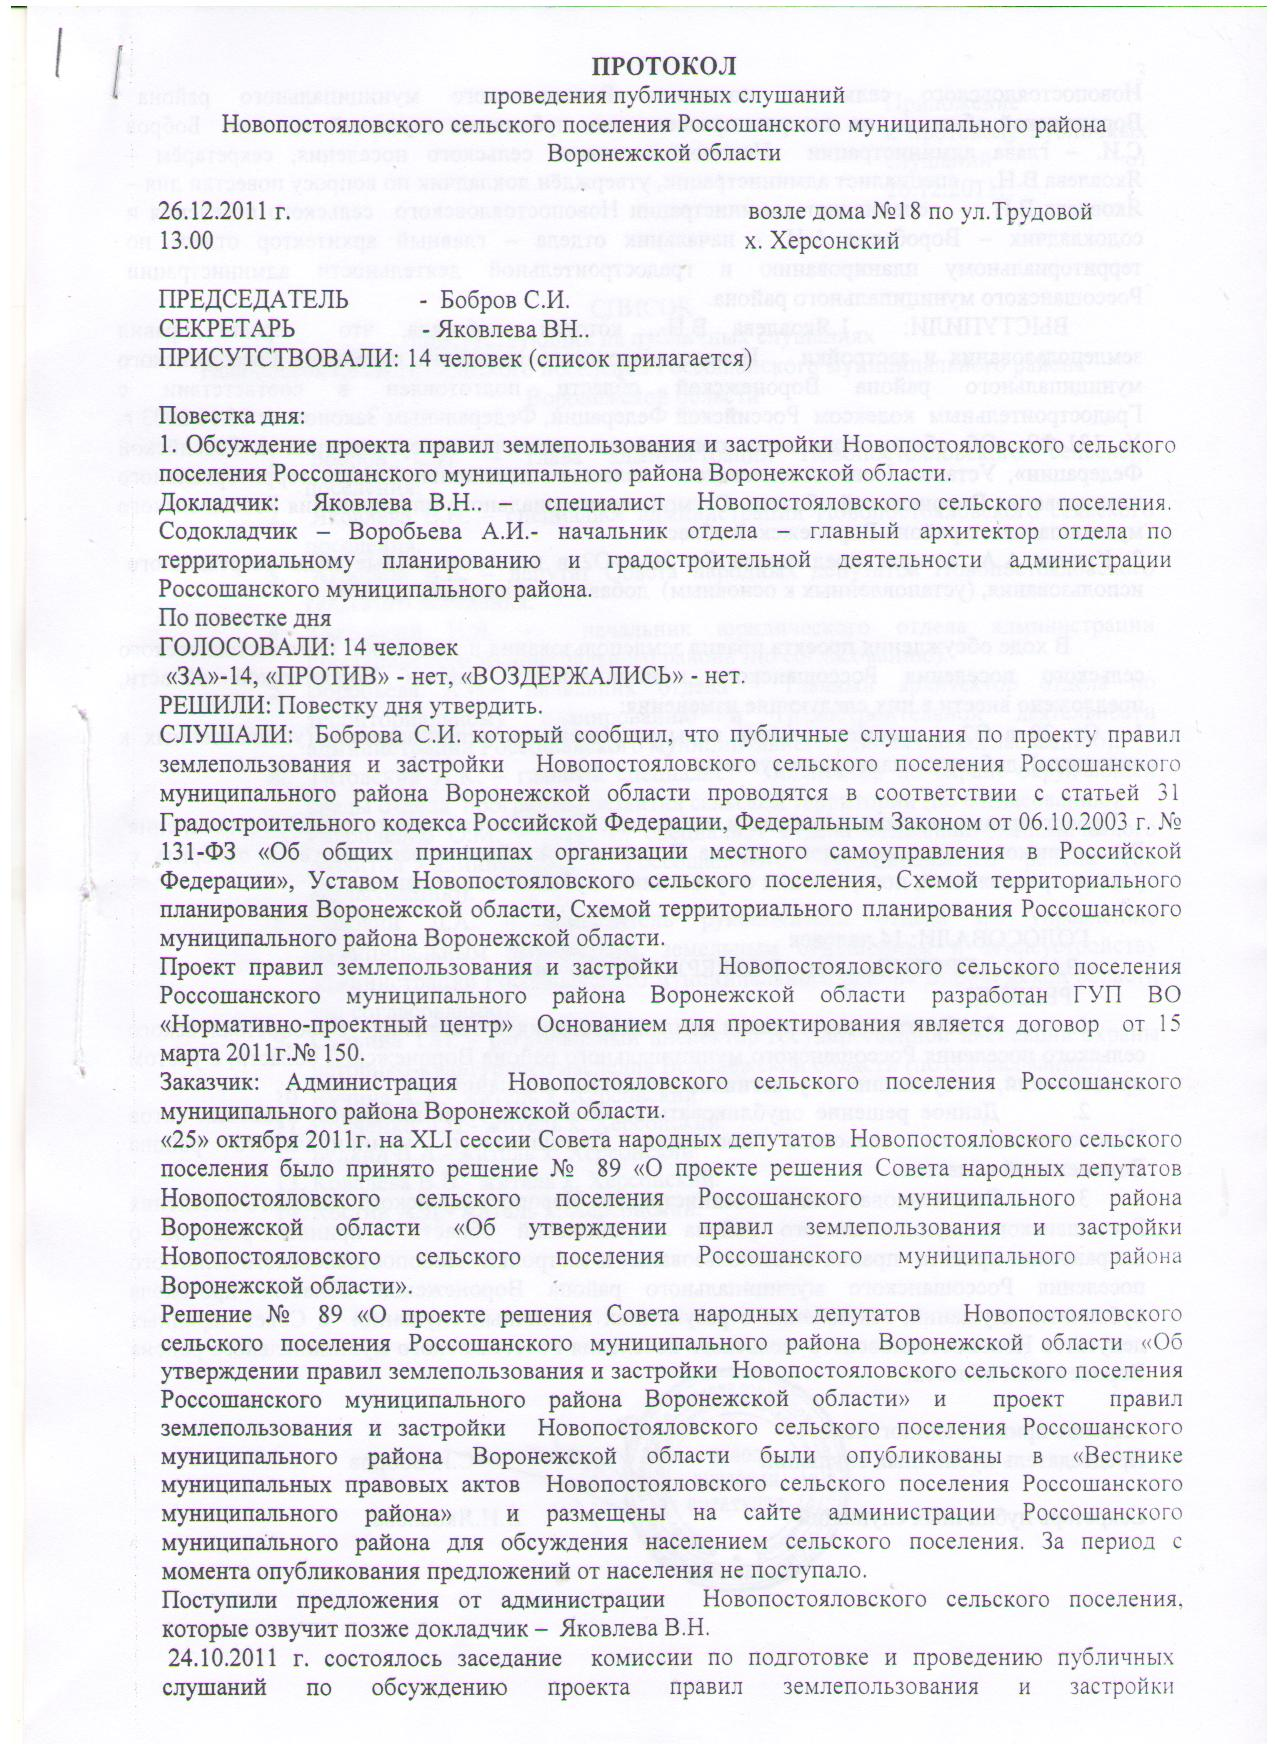 ПРОТОКОЛ
проведения публичных слушаний
Новопостояловского сельского поселения Россошанского муниципального района
Воронежской области
26.12.2011 г. возле дома №18 по ул.Трудовой
13.00 х. Херсонский
ПРЕДСЕДАТЕЛЬ - Бобров С.И.
СЕКРЕТАРЬ - Яковлева ВН..
ПРИСУТСТВОВАЛИ: 14 человек (список прилагается)
Повестка дня:
1. Обсуждение проекта правил землепользования и застройки Новопостояловского сельского
поселения Россошанского муниципального района Воронежской области.
Докладчик: Яковлева В.Н.. – специалист Новопостояловского сельского поселения.
Содокладчик – Воробьева А.И.- начальник отдела – главный архитектор отдела по
территориальному планированию и градостроительной деятельности администрации
Россошанского муниципального района.
По повестке дня
ГОЛОСОВАЛИ: 14 человек
«ЗА»-14, «ПРОТИВ» - нет, «ВОЗДЕРЖАЛИСЬ» - нет.
РЕШИЛИ: Повестку дня утвердить.
СЛУШАЛИ: Боброва С.И. который сообщил, что публичные слушания по проекту правил
землепользования и застройки Новопостояловского сельского поселения Россошанского
муниципального района Воронежской области проводятся в соответствии с статьей 31
Градостроительного кодекса Российской Федерации, Федеральным Законом от 06.10.2003 г. №
131-ФЗ «Об общих принципах организации местного самоуправления в Российской
Федерации», Уставом Новопостояловского сельского поселения, Схемой территориального
планирования Воронежской области, Схемой территориального планирования Россошанского
муниципального района Воронежской области.
Проект правил землепользования и застройки Новопостояловского сельского поселения
Россошанского муниципального района Воронежской области разработан ГУП ВО
«Нормативно-проектный центр» Основанием для проектирования является договор от 15
марта 2011г.№ 150.
Заказчик: Администрация Новопостояловского сельского поселения Россошанского
муниципального района Воронежской области.
«25» октября 2011г. на XLI сессии Совета народных депутатов Новопостояловского сельского
поселения было принято решение № 89 «О проекте решения Совета народных депутатов
Новопостояловского сельского поселения Россошанского муниципального района
Воронежской области «Об утверждении правил землепользования и застройки
Новопостояловского сельского поселения Россошанского муниципального района
Воронежской области».
Решение № 89 «О проекте решения Совета народных депутатов Новопостояловского
сельского поселения Россошанского муниципального района Воронежской области «Об
утверждении правил землепользования и застройки Новопостояловского сельского поселения
Россошанского муниципального района Воронежской области» и проект правил
землепользования и застройки Новопостояловского сельского поселения Россошанского
муниципального района Воронежской области были опубликованы в «Вестнике
муниципальных правовых актов Новопостояловского сельского поселения Россошанского
муниципального района» и размещены на сайте администрации Россошанского
муниципального района для обсуждения населением сельского поселения. За период с
момента опубликования предложений от населения не поступало.
Поступили предложения от администрации Новопостояловского сельского поселения,
которые озвучит позже докладчик – Яковлева В.Н.
24.10.2011 г. состоялось заседание комиссии по подготовке и проведению публичных
слушаний по обсуждению проекта правил землепользования и застройки